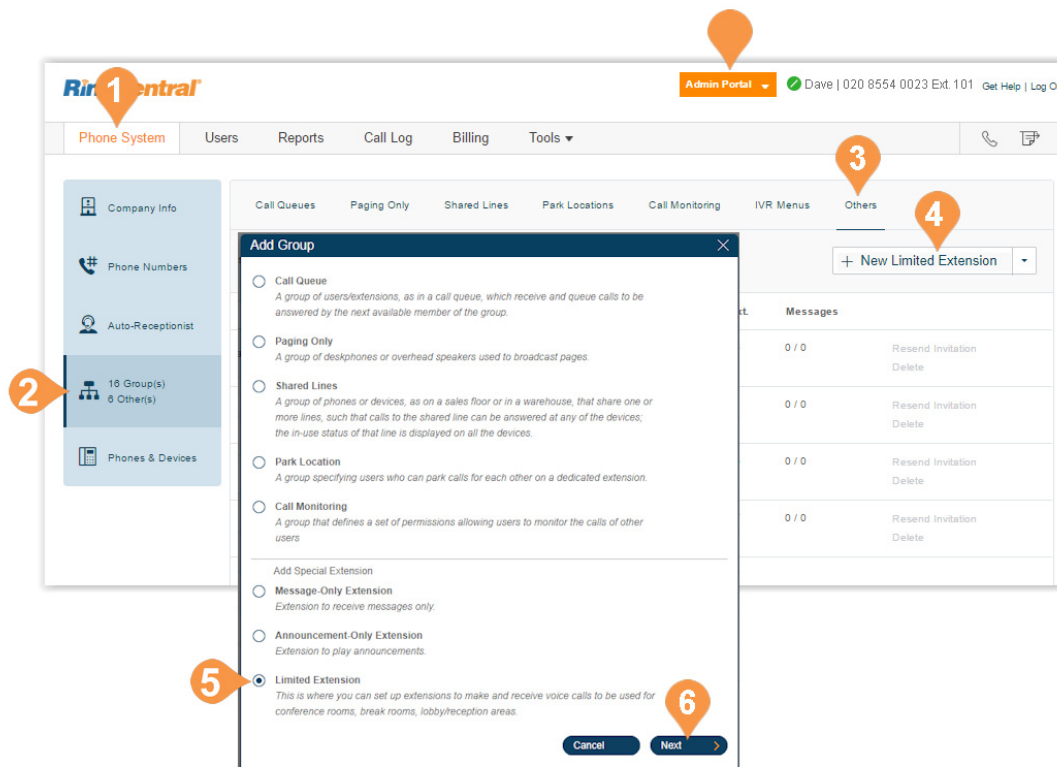 1
Admin Portal
Dave | 020 8554 0023 Ext. 101
Get Help | Log O
Phone System
Users
Reports
Call Log
Billing
Tools
3
Company Info
Phone Numbers
Auto-Receptionist
2
16 Group(s)
6 Other(s)
Phones & Devices
Call Queues
Paging Only
Shared Lines
Park Locations
Call Monitoring
IVR Menus
Others
4
+ New Limited Extension
Messages
0 / 0
Resend Invitation
Delete
0 / 0
Resend Invitation
Delete
0 / 0
Resend Invitation
Delete
0 / 0
Resend Invitation
Delete
Add Group
Call Queue
A group of users/extensions, as in a call queue, which receive and queue calls to be
answered by the next available member of the group.
Paging Only
A group of deskphones or overhead speakers used to broadcast pages.
Shared Lines
A group of phones or devices, as on a sales floor or in a warehouse, that share one or
more lines, such that calls to the shared line can be answered at any of the devices;
the in-use status of that line is displayed on all the devices.
Park Location
A group specifying users who can park calls for each other on a dedicated extension.
Call Monitoring
A group that defines a set of permissions allowing users to monitor the calls of other
users
Add Special Extension
Message-Only Extension
Extension to receive messages only.
Announcement-Only Extension
Extension to play announcements.
5
Limited Extension
This is where you can set up extensions to make and receive voice calls to be used for
conference rooms, break rooms, lobby/reception areas.
6
Cancel
Next